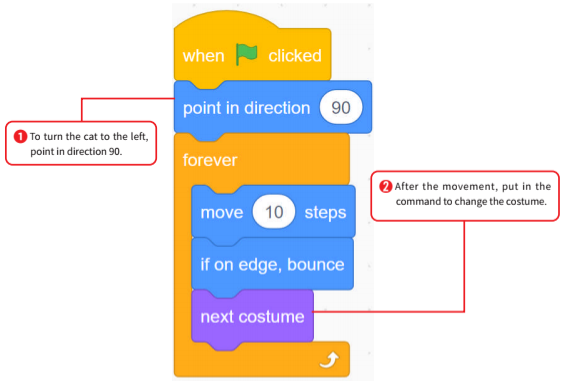 when clicked
point in direction 90
1 To turn the cat to the left,
point in direction 90.
forever
2 After the movement, put in the
command to change the costume.
move 10 steps
if on edge, bounce
next costume